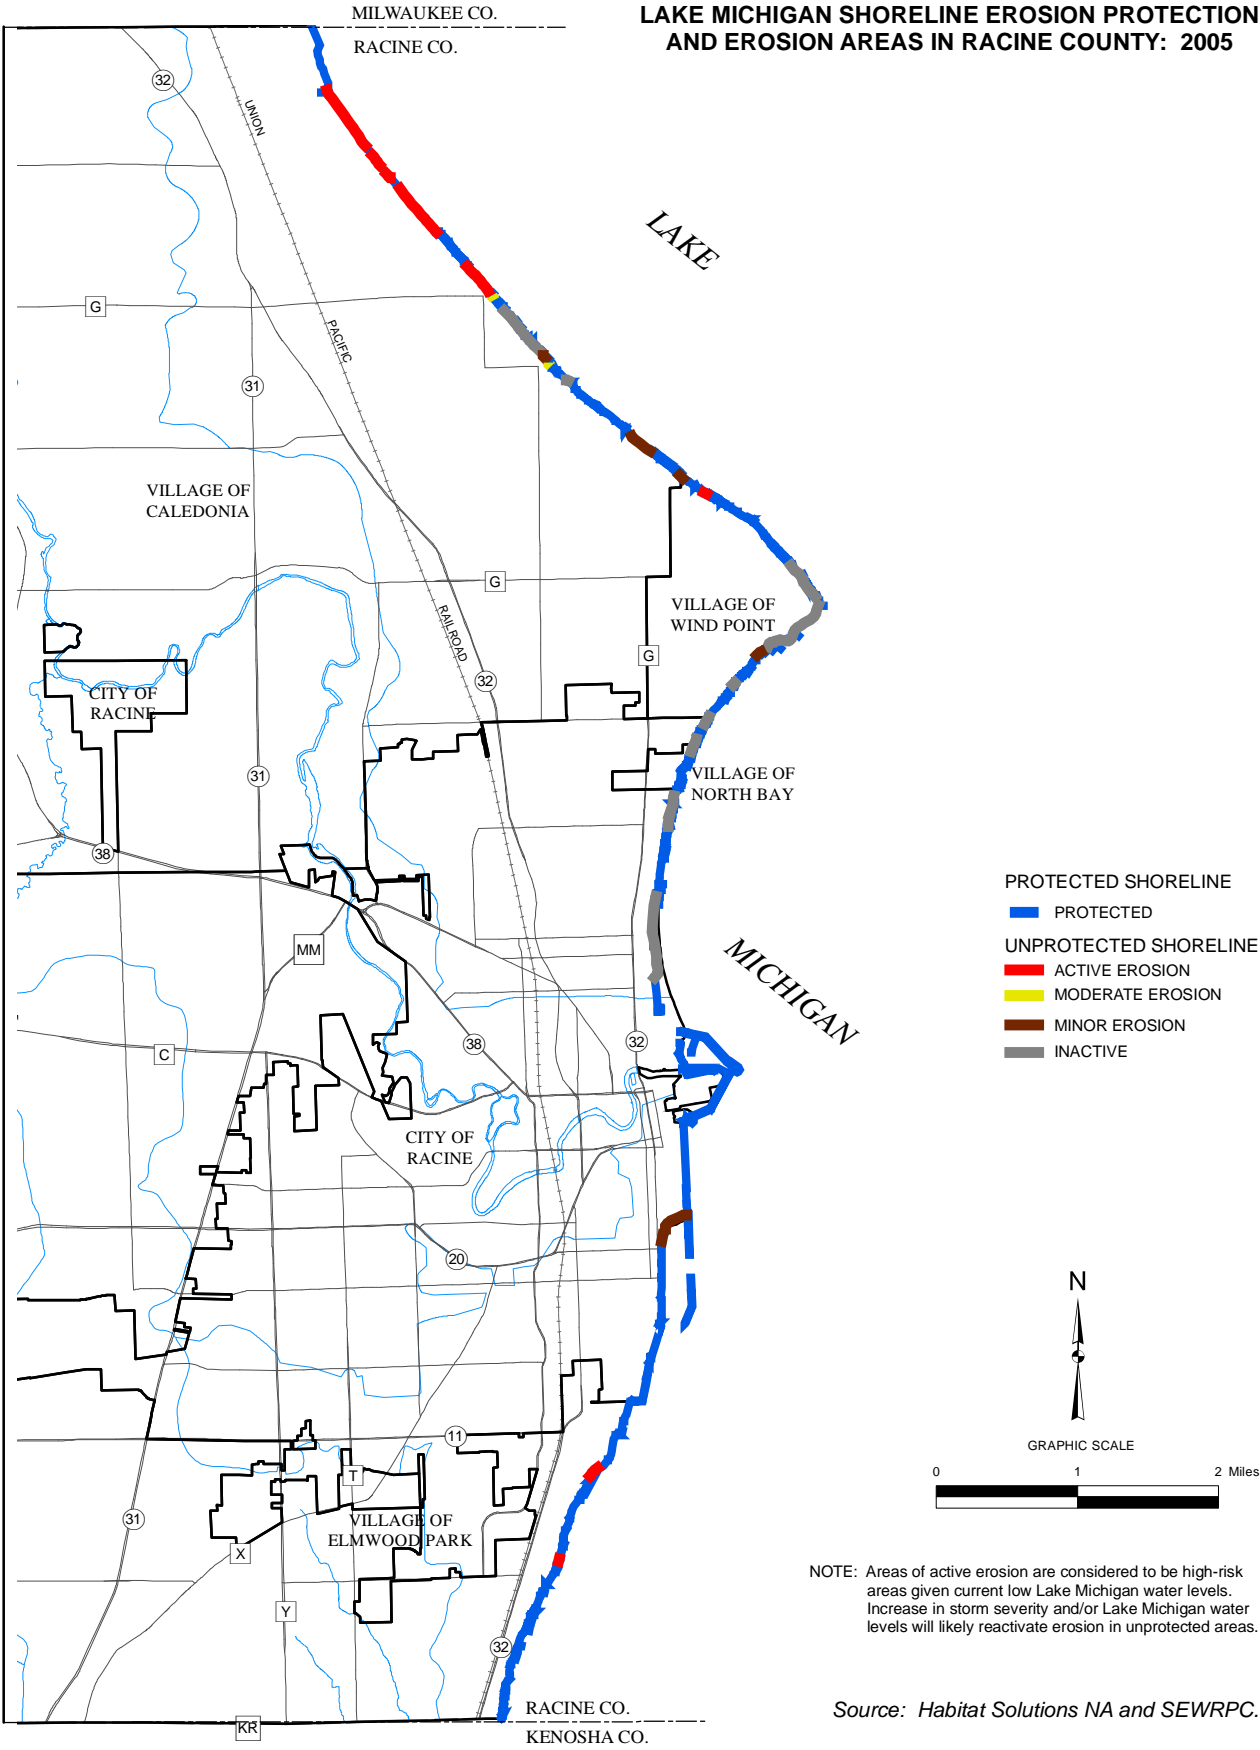 MILWAUKEE CO.
RACINE CO.
LAKE MICHIGAN SHORELINE EROSION PROTECTION
AND EROSION AREAS IN RACINE COUNTY: 2005
32
UNION
LAKE
G
PACIFIC
31
VILLAGE OF
CALEDONIA
G
VILLAGE OF
WIND POINT
RAILROAD
G
32
CITY OF
RACINE
31
VILLAGE OF
NORTH BAY
38
PROTECTED SHORELINE
PROTECTED
UNPROTECTED SHORELINE
ACTIVE EROSION
MODERATE EROSION
MINOR EROSION
INACTIVE
MM
MICHIGAN
C
38
32
CITY OF
RACINE
20
N
11
T
GRAPHIC SCALE
0 1 2 Miles
31
VILLAGE OF
ELMWOOD PARK
X
Y
NOTE: Areas of active erosion are considered to be high-risk
areas given current low Lake Michigan water levels.
Increase in storm severity and/or Lake Michigan water
levels will likely reactivate erosion in unprotected areas.
32
RACINE CO.
KENOSHA CO.
KR
Source: Habitat Solutions NA and SEWRPC.